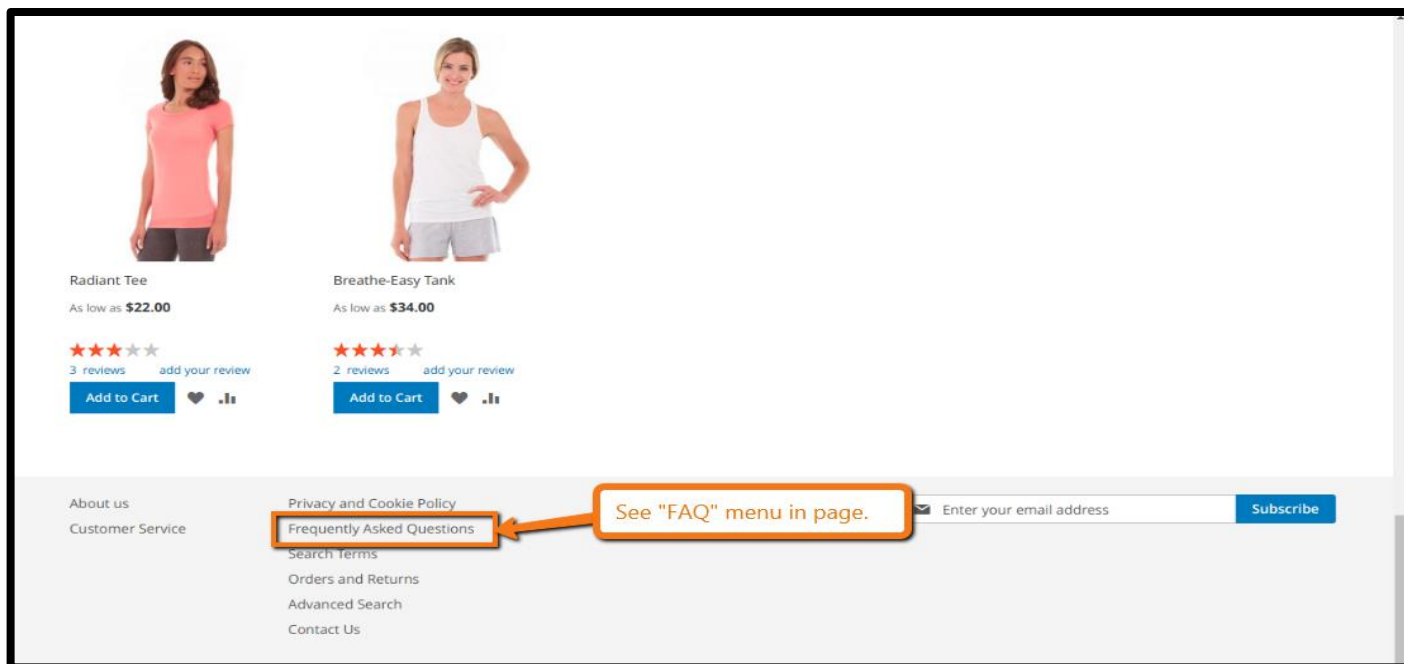 Radiant Tee
As low as $22.00
3 reviews add your review
Add to Cart
Breathe-Easy Tank
As low as $34.00
2 reviews add your review
Add to Cart
About us
Customer Service
Privacy and Cookie Policy
Frequently Asked Questions
Search Terms
Orders and Returns
Advanced Search
Contact Us
See "FAQ" menu in page.
Enter your email address
Subscribe